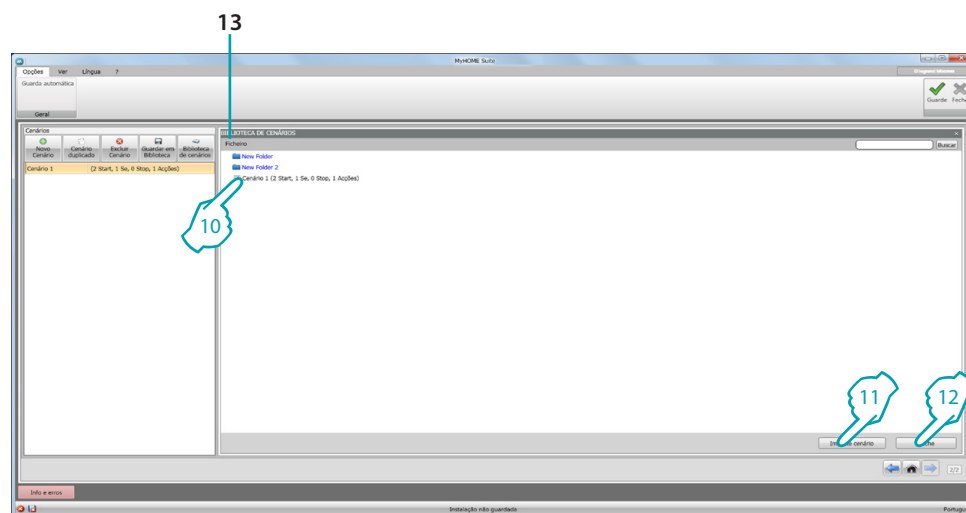 13
MyHOME Suite
Opções Ver Língua ?
Guarda automática
Guarde Feche
Geral
Cenários
Novo Cenário
Cenário duplicado
Excluir Cenário
Guardar em Biblioteca
Biblioteca de cenários
Cenário 1 (2 Start, 1 Se, 0 Stop, 1 Acções)
BIBLIOTECA DE CENÁRIOS
Ficheiro
Buscar
New Folder
New Folder 2
Cenário 1 (2 Start, 1 Se, 0 Stop, 1 Acções)
10
11
12
cenário
2/2
Info e erros
Instalação não guardada
Portugu